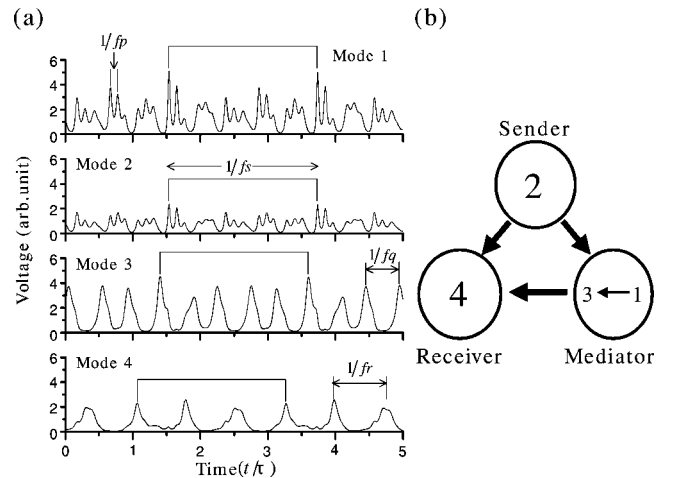 (a)
(b)
1/fp
Mode 1
6
4
2
0
Mode 2
1/fs
6
4
2
0
Voltage (arb.unit)
Mode 3
1/fq
6
4
2
0
Mode 4
1/fr
6
4
2
0
0 1 2 3 4 5
Time(t/τ)
Sender
2
4
3
1
Receiver
Mediator